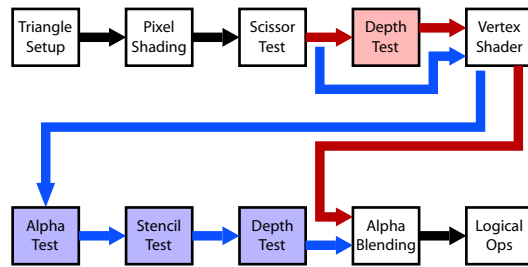 Triangle
Setup
Pixel
Shading
Scissor
Test
Depth
Test
Vertex
Shader
Alpha
Test
Stencil
Test
Depth
Test
Alpha
Blending
Logical
Ops